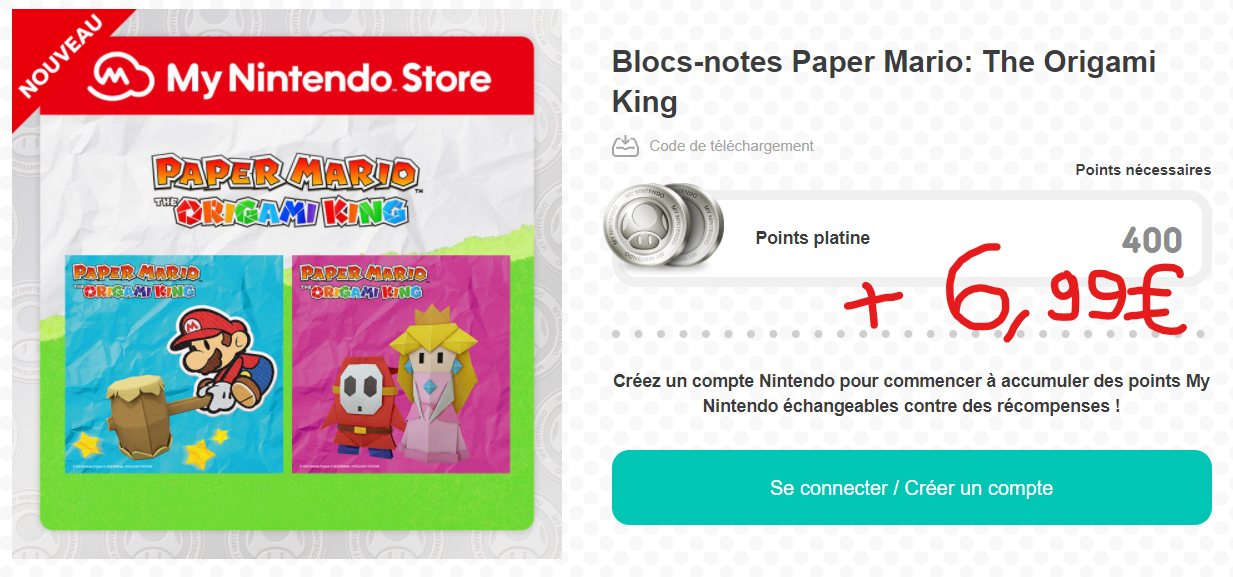 NOUVEAU
My Nintendo Store
PAPER MARIO
THE ORIGAMI KING
PAPER MARIO
THE ORIGAMI KING
PAPER MARIO
THE ORIGAMI KING
Blocs-notes Paper Mario: The Origami
King
Code de téléchargement
Points nécessaires
MY NINTENDO
Points platine
400
+ 6,99€
Créez un compte Nintendo pour commencer à accumuler des points My
Nintendo échangeables contre des récompenses !
Se connecter / Créer un compte